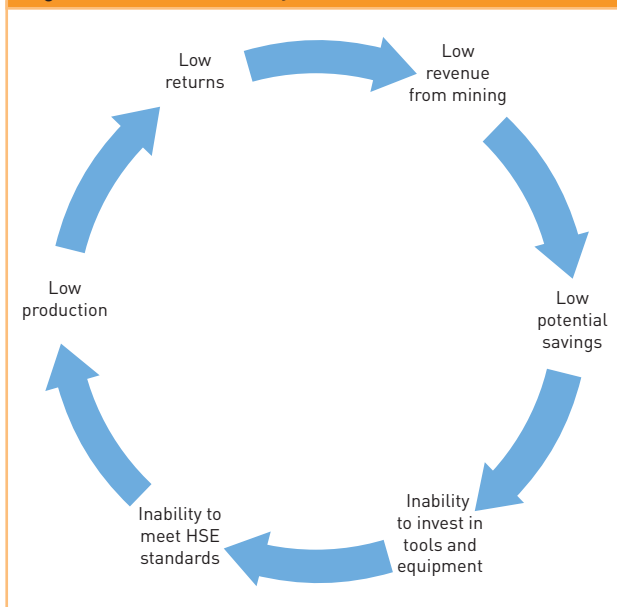 Low
returns
Low
revenue
from mining
Low
potential
savings
Inability
to invest in
tools and
equipment
Inability to
meet HSE
standards
Low
production